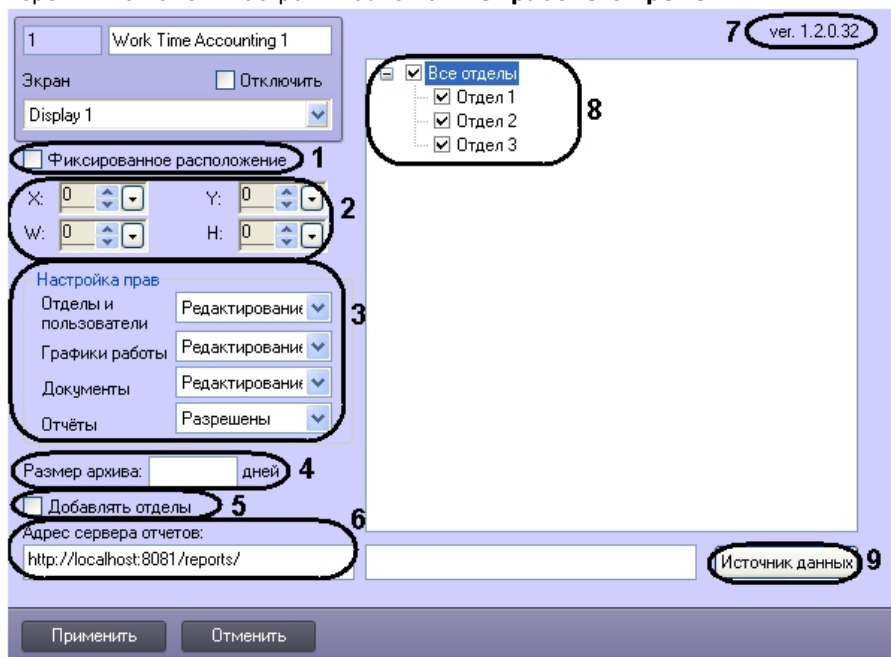 1
Work Time Accounting 1
7
ver. 1.2.0.32
Экран
Отключить
Display 1
Фиксированное расположение
1
X: 0
Y: 0
W: 0
H: 0
2
Настройка прав
Отделы и
пользователи
Редактирование
Графики работы
Редактирование
Документы
Редактирование
Отчёты
Разрешены
3
Размер архива:
дней
4
Добавлять отделы
5
Адрес сервера отчетов:
6
http://localhost:8081/reports/
Все отделы
Отдел 1
Отдел 2
Отдел 3
8
Источник данных
9
Применить
Отменить